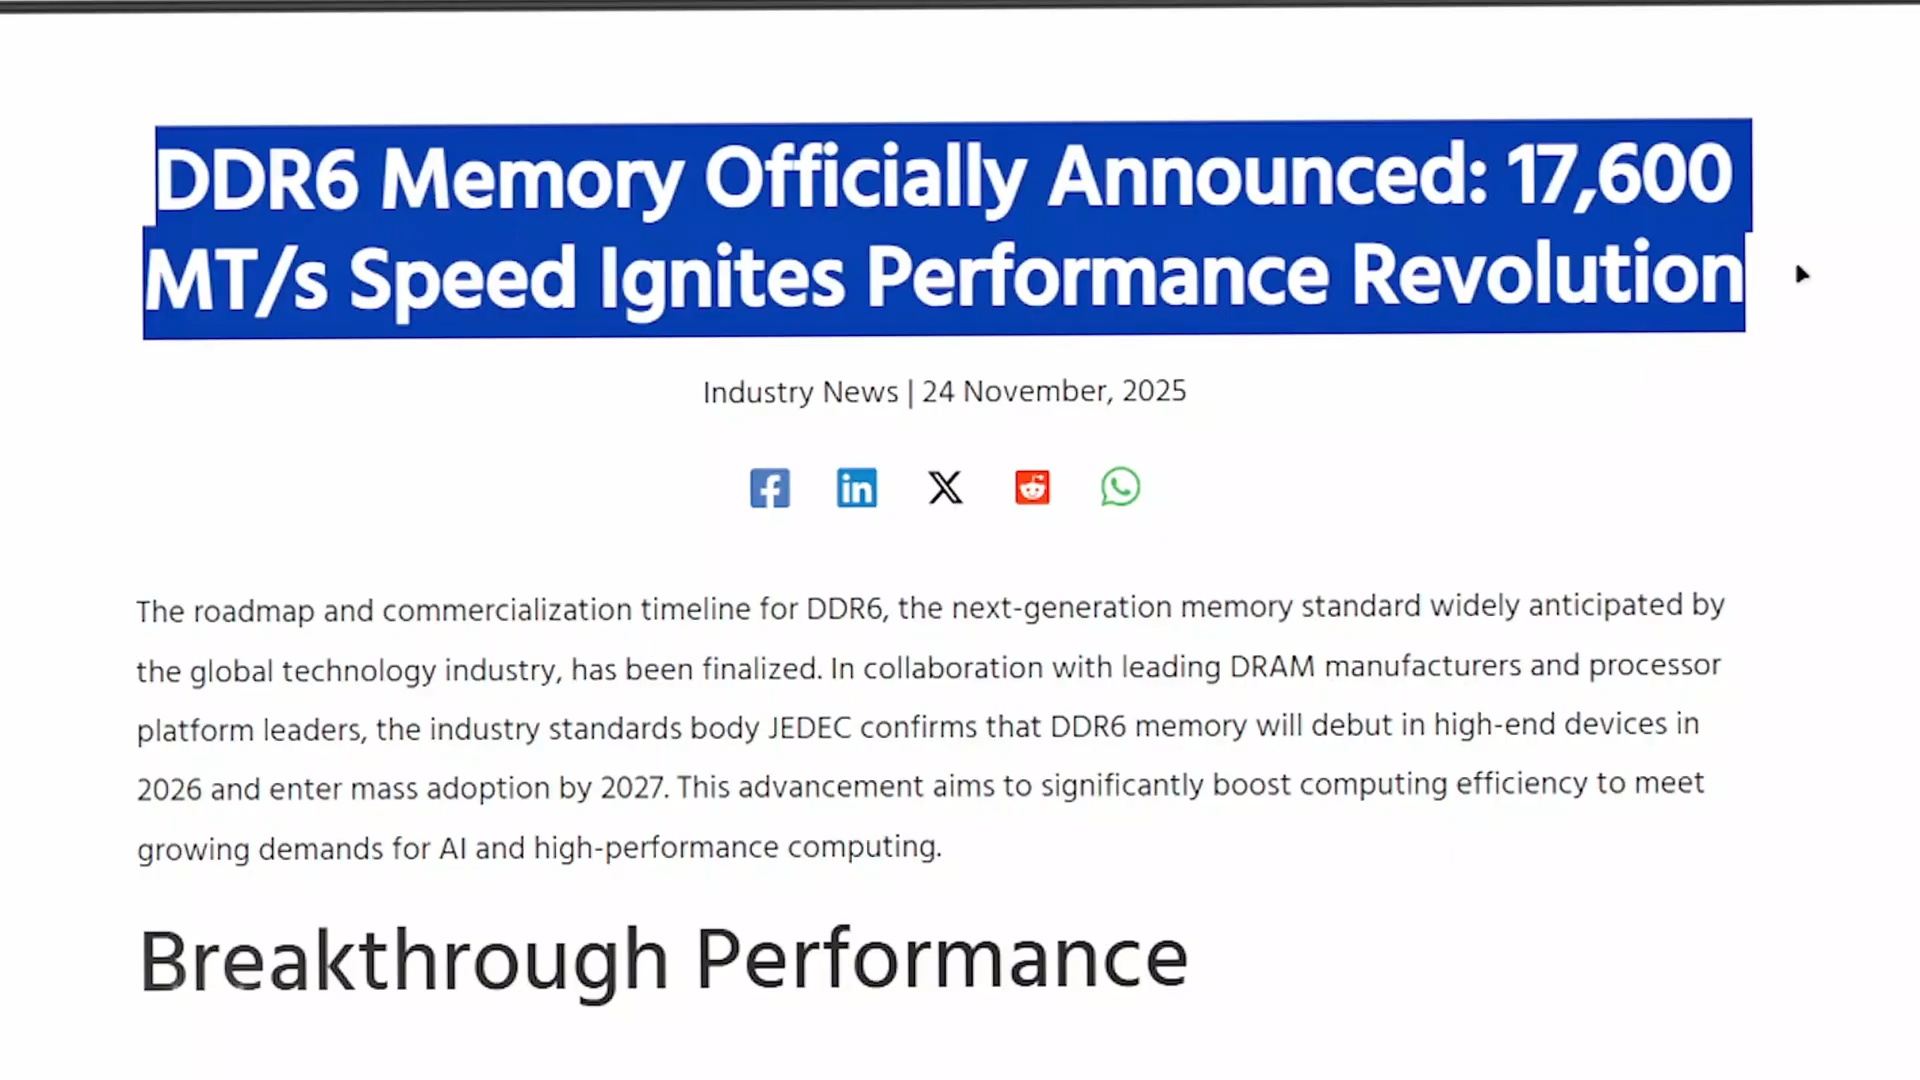 DDR6 Memory Officially Announced: 17,600
MT/s Speed Ignites Performance Revolution
Industry News | 24 November, 2025
The roadmap and commercialization timeline for DDR6, the next-generation memory standard widely anticipated by
the global technology industry, has been finalized. In collaboration with leading DRAM manufacturers and processor
platform leaders, the industry standards body JEDEC confirms that DDR6 memory will debut in high-end devices in
2026 and enter mass adoption by 2027. This advancement aims to significantly boost computing efficiency to meet
growing demands for AI and high-performance computing.
Breakthrough Performance